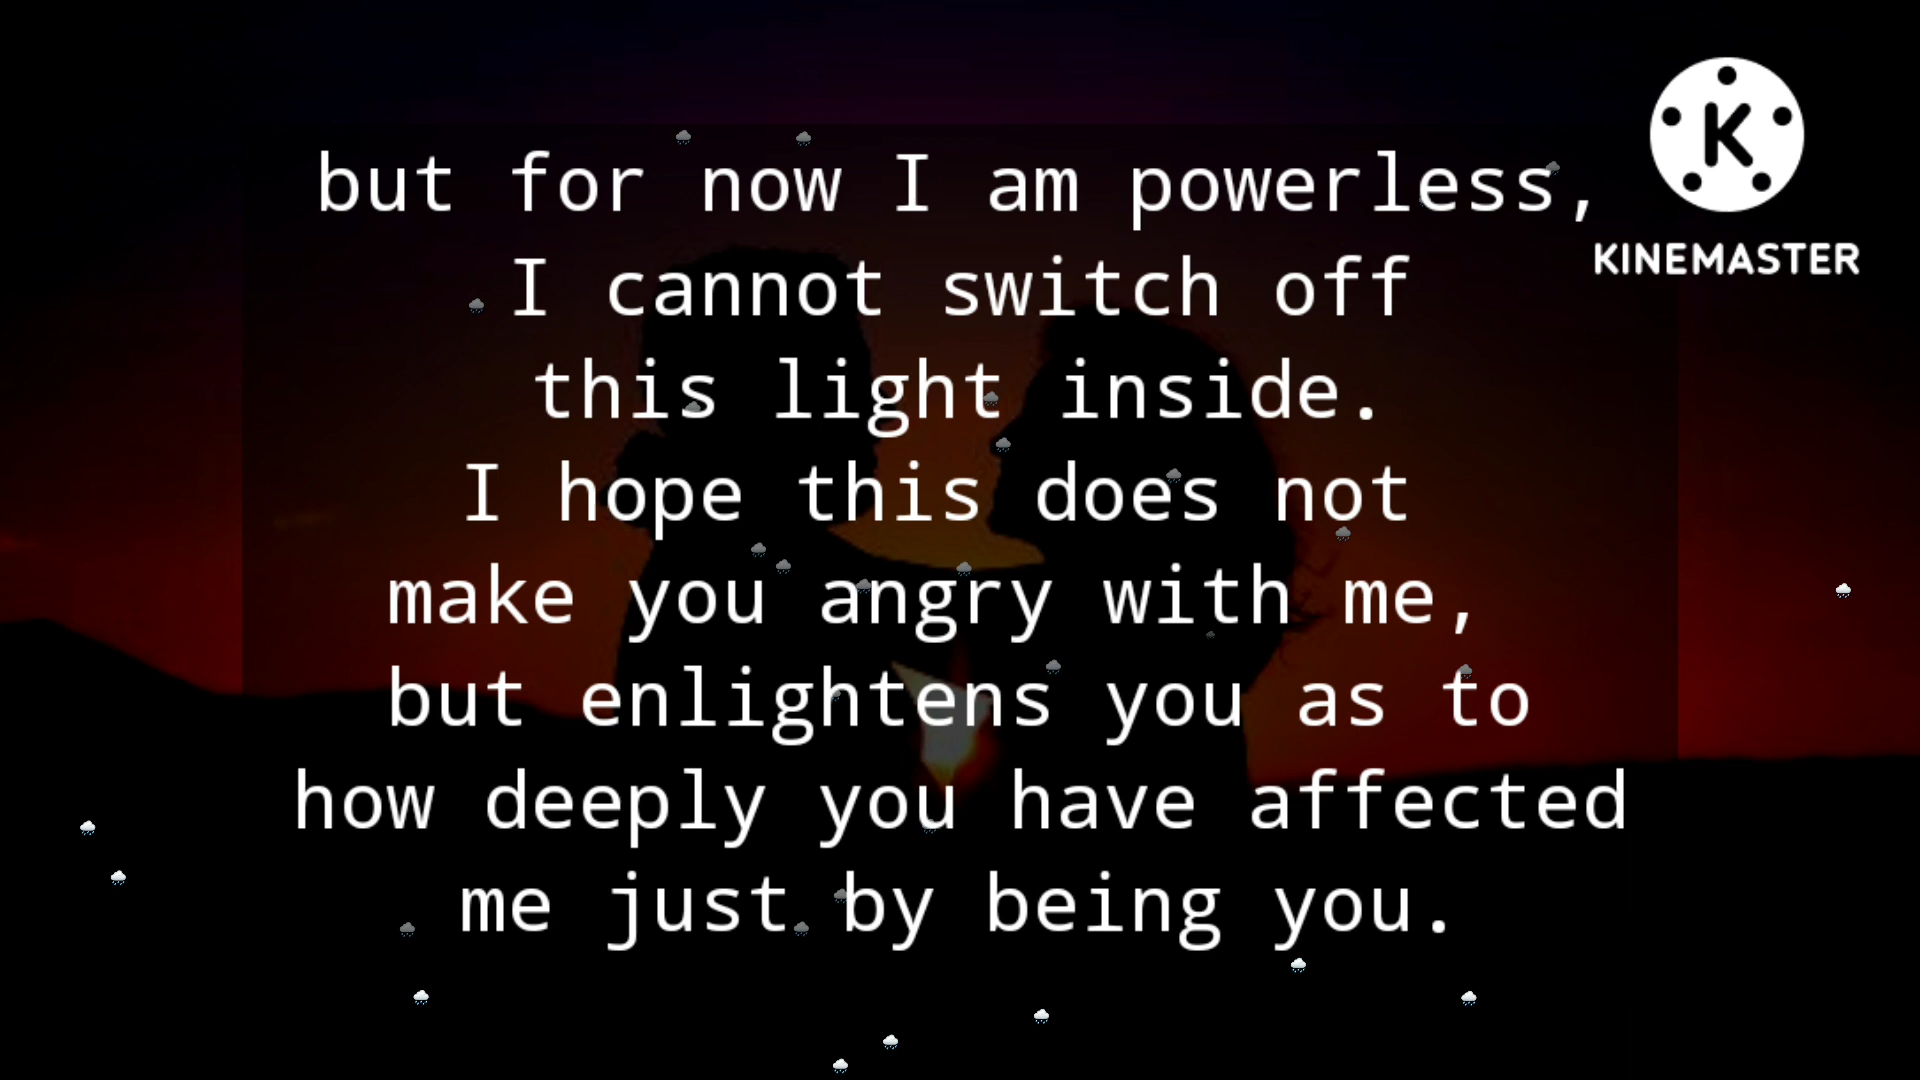 but for now I am powerless,
I cannot switch off
this light inside.
I hope this does not
make you angry with me,
but enlightens you as to
how deeply you have affected
me just by being you.
K
KINEMASTER